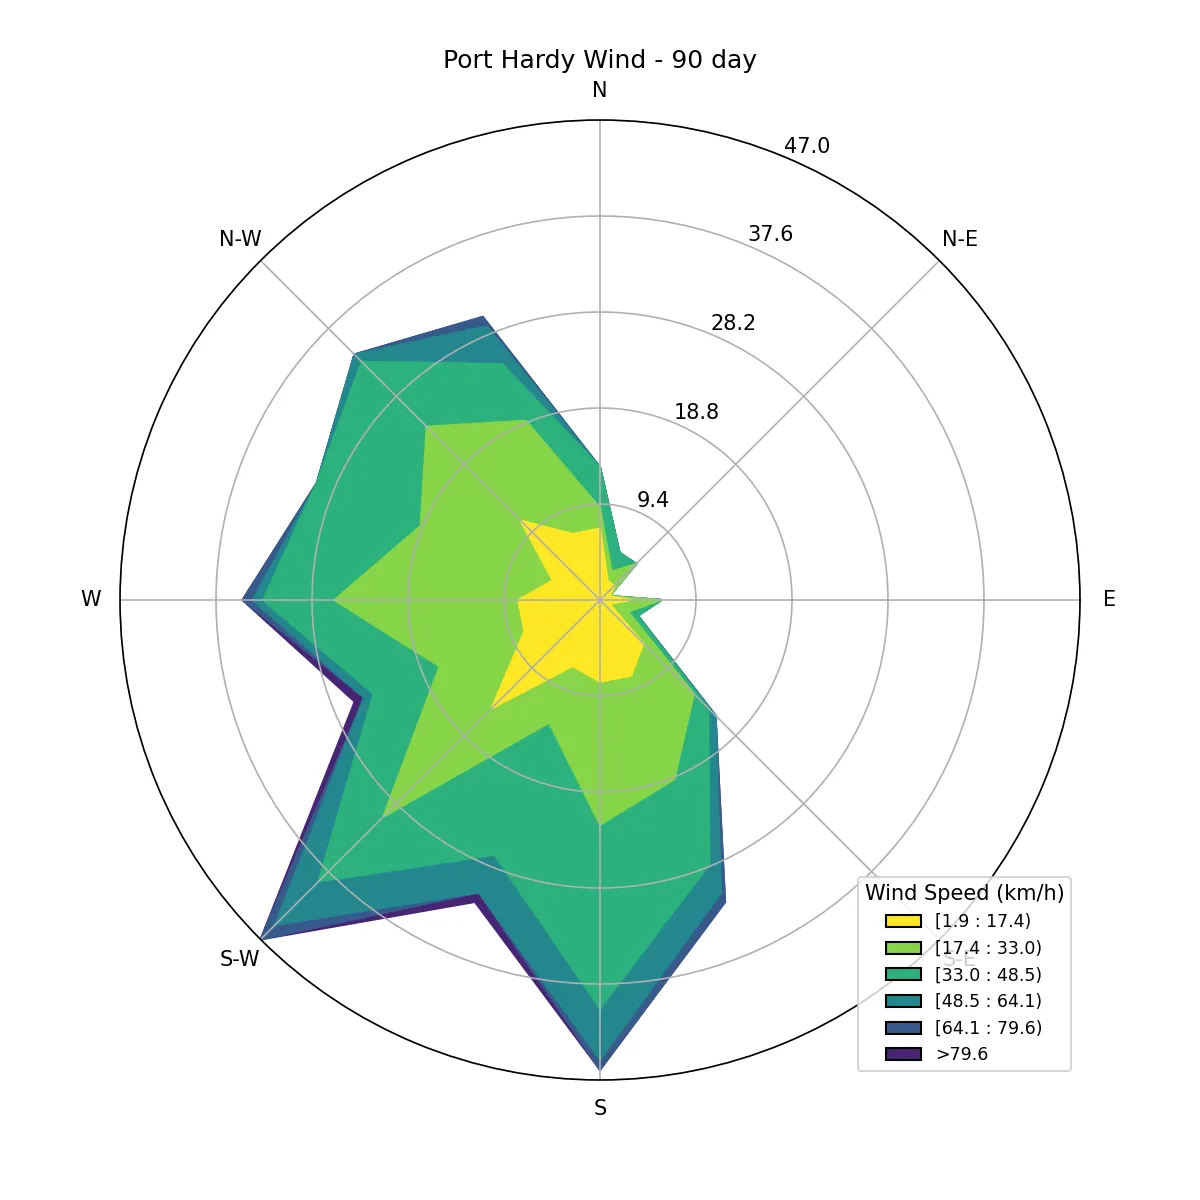 Port Hardy Wind - 90 day
N
47.0
N-W
37.6
N-E
28.2
18.8
9.4
W
E
Wind Speed (km/h)
[1.9 : 17.4)
[17.4 : 33.0)
S-W
S-E
[33.0 : 48.5)
[48.5 : 64.1)
[64.1 : 79.6)
>79.6
S